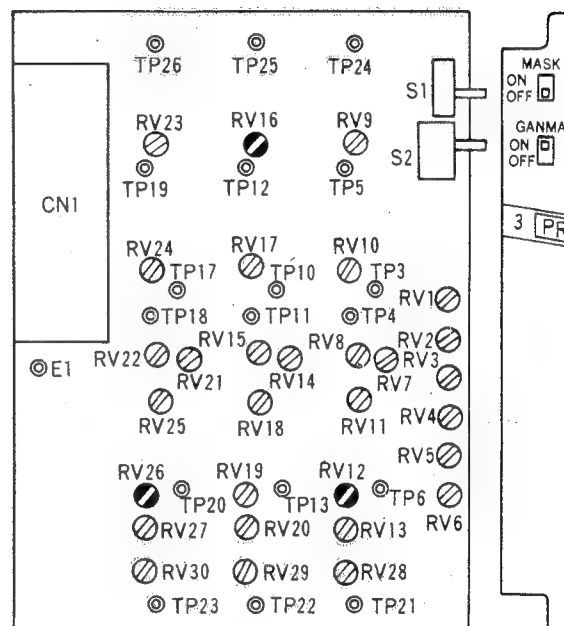 TP26 TP25 TP24
MASK
S1 ON
OFF
RV23 RV16 RV9
GANMA
ON
S2 OFF
TP19 TP12 TP5
CN1
3 PR
RV24 RV17 RV10
TP17 TP10 TP3
RV1
TP18 TP11 TP4
RV15 RV8 RV2
RV22 RV3
E1 RV21 RV14 RV7
RV25 RV18 RV11 RV4
RV5
RV26 RV19 RV12
TP20 TP13 TP6
RV6
RV27 RV20 RV13
RV30 RV29 RV28
TP23 TP22 TP21